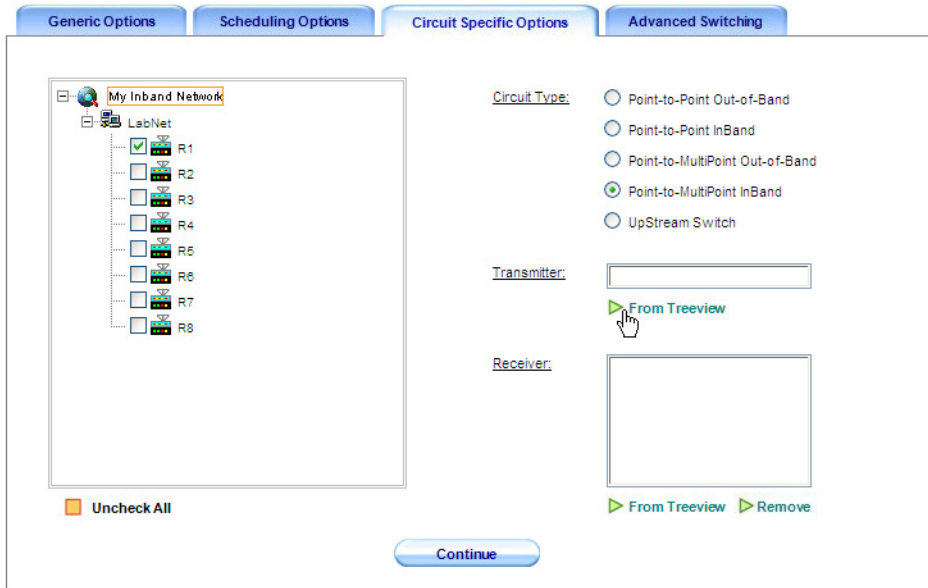 Generic Options
Scheduling Options
Circuit Specific Options
Advanced Switching
My Inband Network
LabNet
R1
R2
R3
R4
R5
R6
R7
R8
Uncheck All
Circuit Type:
Point-to-Point Out-of-Band
Point-to-Point InBand
Point-to-MultiPoint Out-of-Band
Point-to-MultiPoint InBand
UpStream Switch
Transmitter:
From Treeview
Receiver:
From Treeview
Remove
Continue